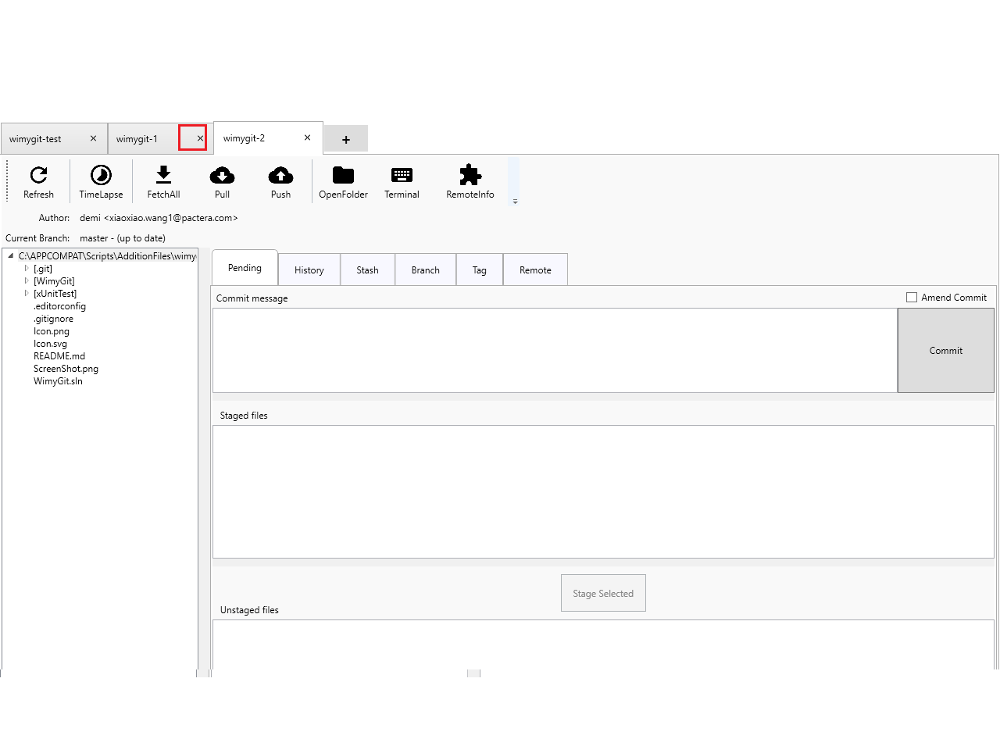 wimygit-test ✕ wimygit-1 ✕ wimygit-2 ✕ +
Refresh TimeLapse FetchAll Pull Push OpenFolder Terminal RemoteInfo
Author: demi <xiaoxiao.wang1@pactera.com>
Current Branch: master - (up to date)
C:\APPCOMPAT\Scripts\AdditionFiles\wimy
[.git]
[WimyGit]
[xUnitTest]
.editorconfig
.gitignore
Icon.png
Icon.svg
README.md
ScreenShot.png
WimyGit.sln
Pending History Stash Branch Tag Remote
Commit message
Amend Commit
Commit
Staged files
Stage Selected
Unstaged files